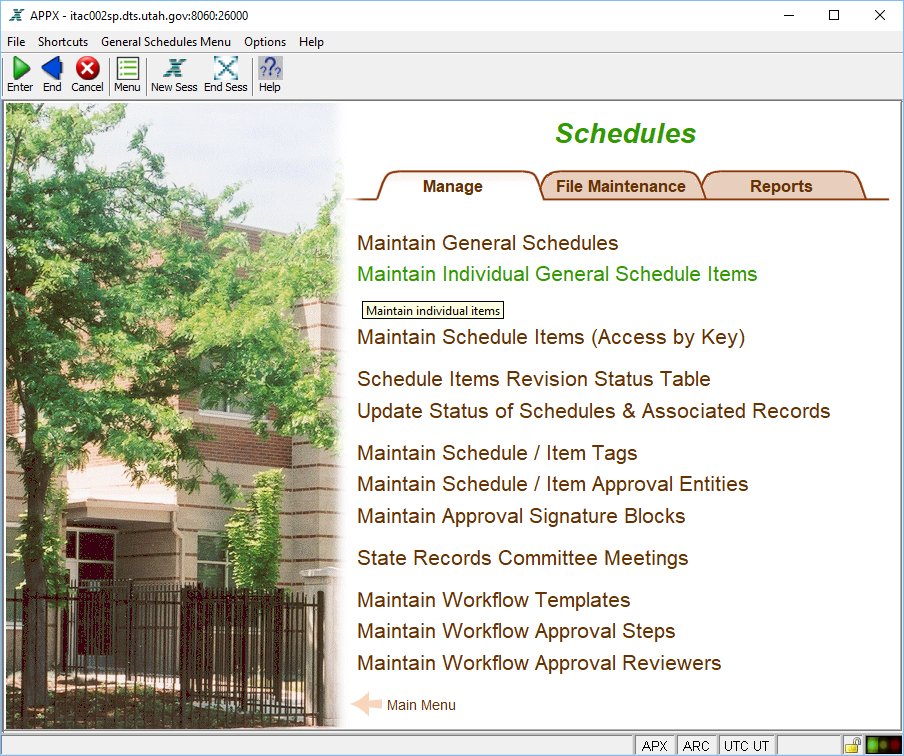 APPX - itac002sp.dts.utah.gov:8060:26000
File Shortcuts General Schedules Menu Options Help
Enter End Cancel Menu New Sess End Sess Help
Schedules
Manage File Maintenance Reports
Maintain General Schedules
Maintain Individual General Schedule Items
Maintain individual items
Maintain Schedule Items (Access by Key)
Schedule Items Revision Status Table
Update Status of Schedules & Associated Records
Maintain Schedule / Item Tags
Maintain Schedule / Item Approval Entities
Maintain Approval Signature Blocks
State Records Committee Meetings
Maintain Workflow Templates
Maintain Workflow Approval Steps
Maintain Workflow Approval Reviewers
Main Menu
APX ARC UTC UT